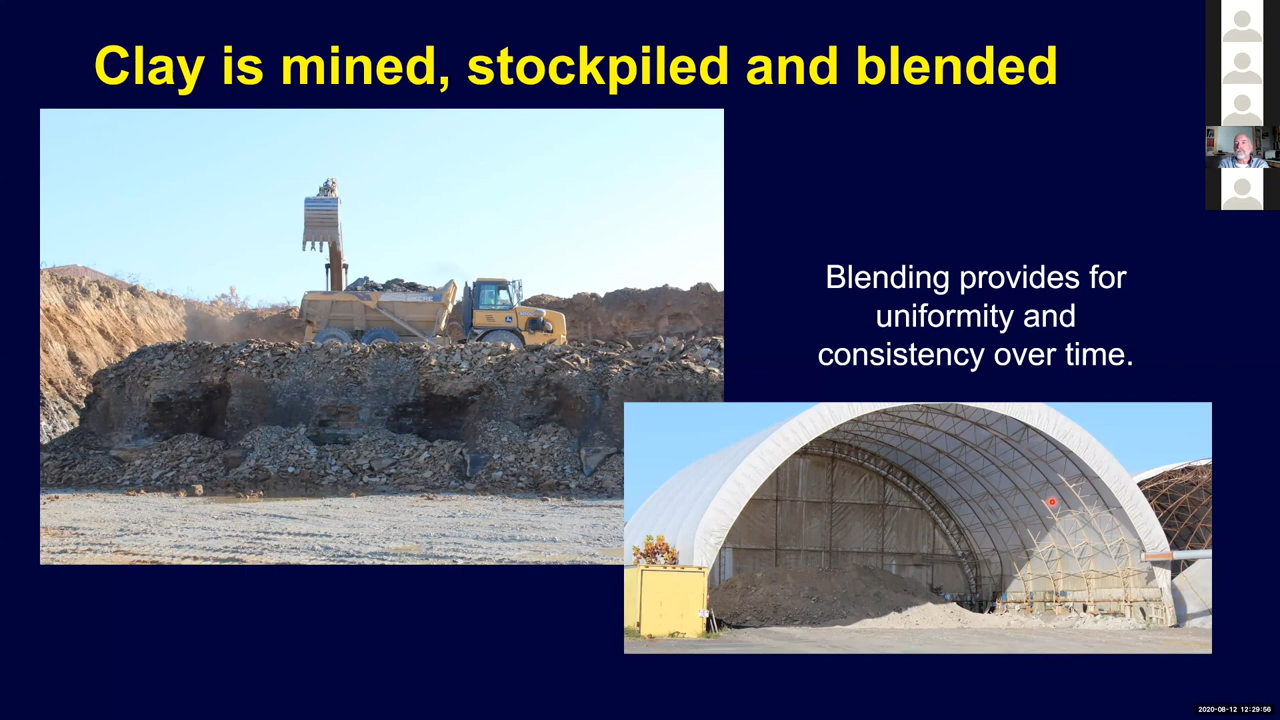 Clay is mined, stockpiled and blended
Blending provides for
uniformity and
consistency over time.
2020-08-12 12:29:56